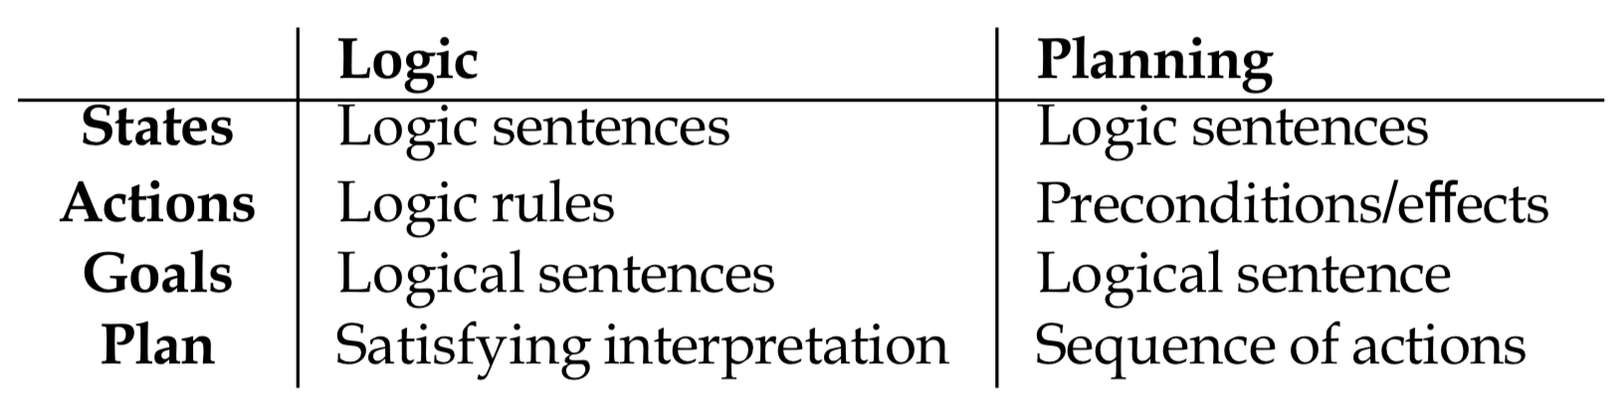 Logic Planning
States Logic sentences Logic sentences
Actions Logic rules Preconditions/effects
Goals Logical sentences Logical sentence
Plan Satisfying interpretation Sequence of actions